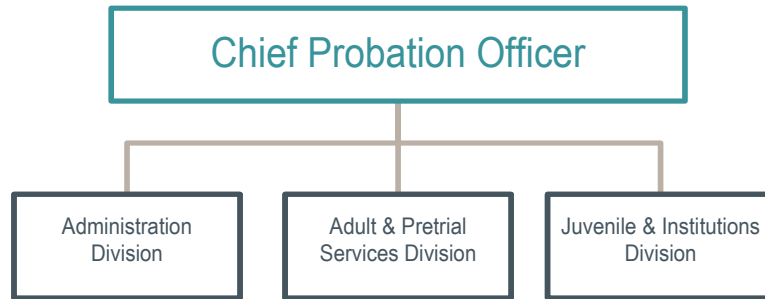 Chief Probation Officer
Administration
Division
Adult & Pretrial
Services Division
Juvenile & Institutions
Division